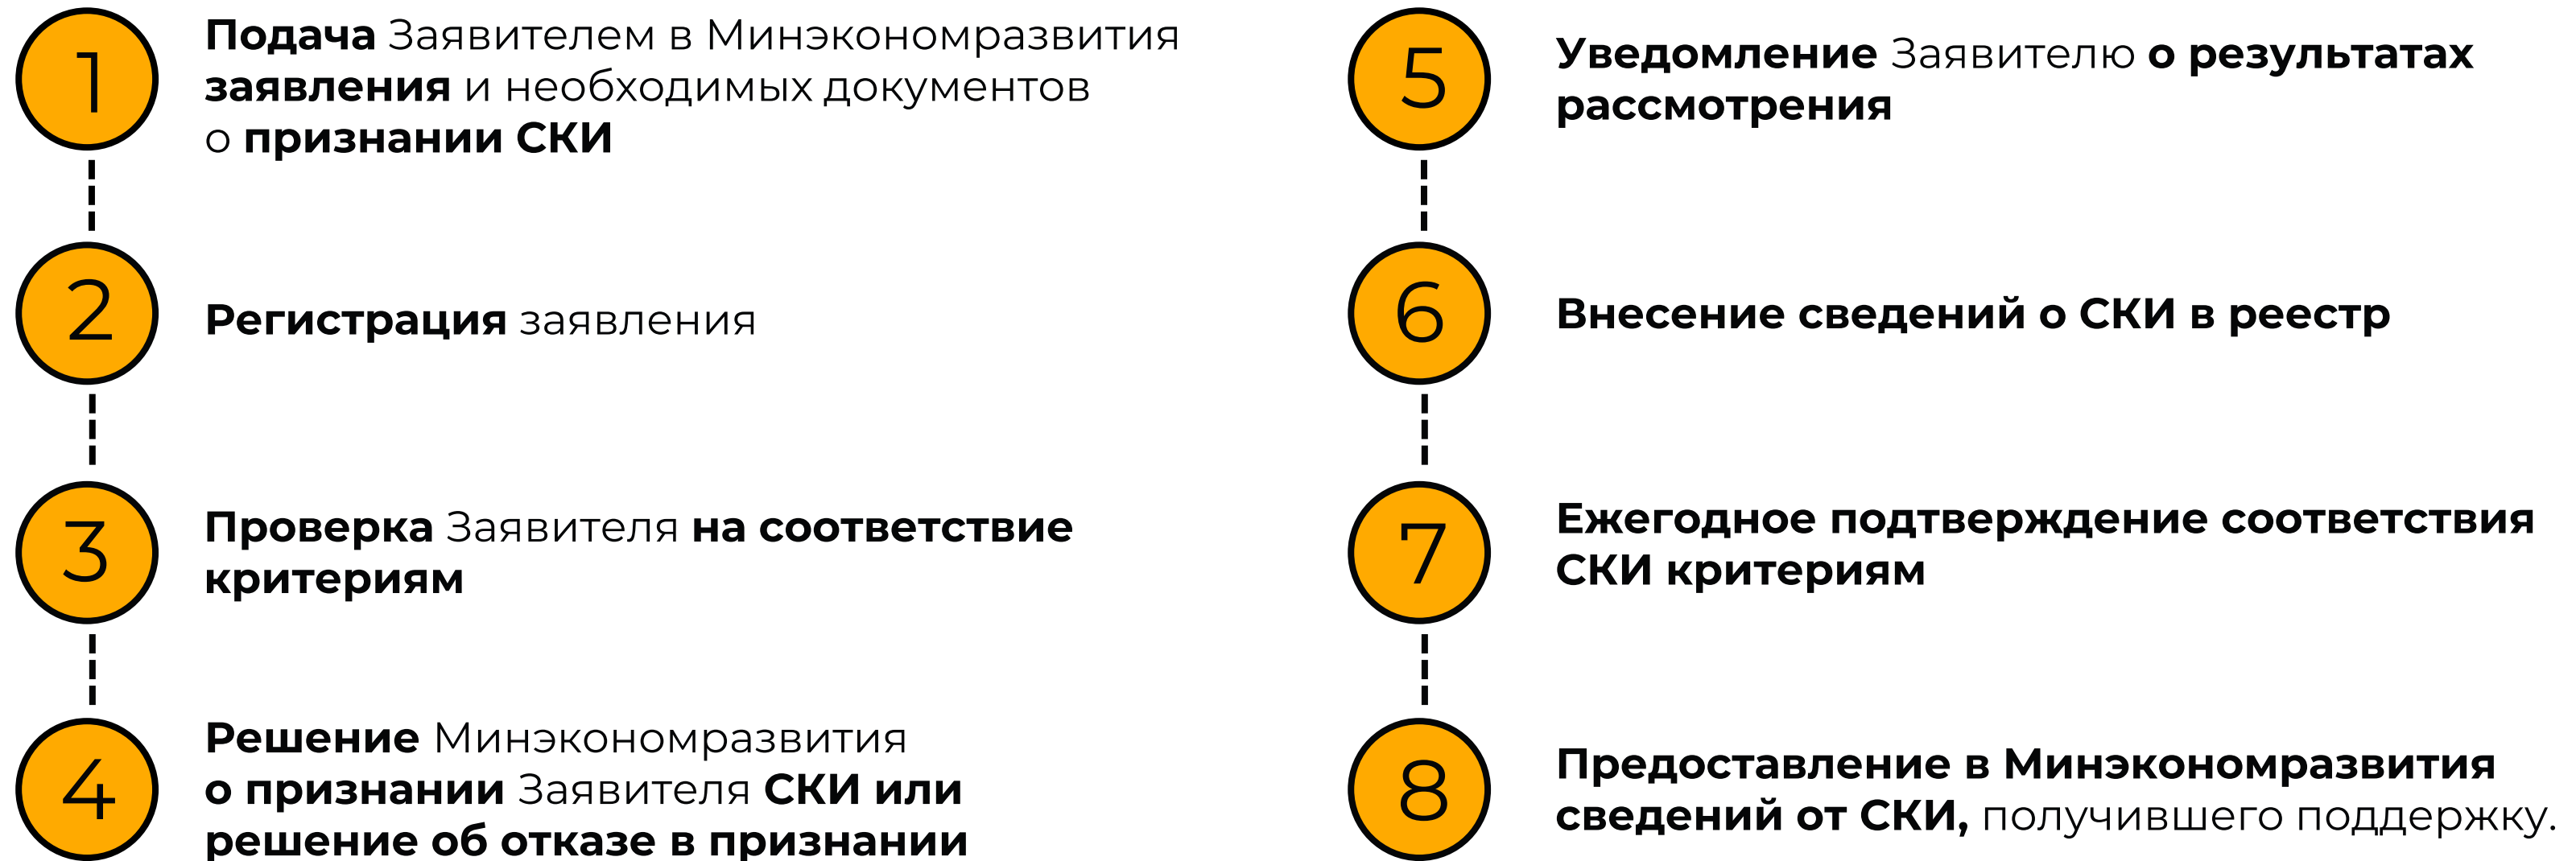 1
Подача Заявителем в Минэкономразвития
заявления и необходимых документов
о признании СКИ
2
Регистрация заявления
3
Проверка Заявителя на соответствие
критериям
4
Решение Минэкономразвития
о признании Заявителя СКИ или
решение об отказе в признании
5
Уведомление Заявителю о результатах
рассмотрения
6
Внесение сведений о СКИ в реестр
7
Ежегодное подтверждение соответствия
СКИ критериям
8
Предоставление в Минэкономразвития
сведений от СКИ, получившего поддержку.